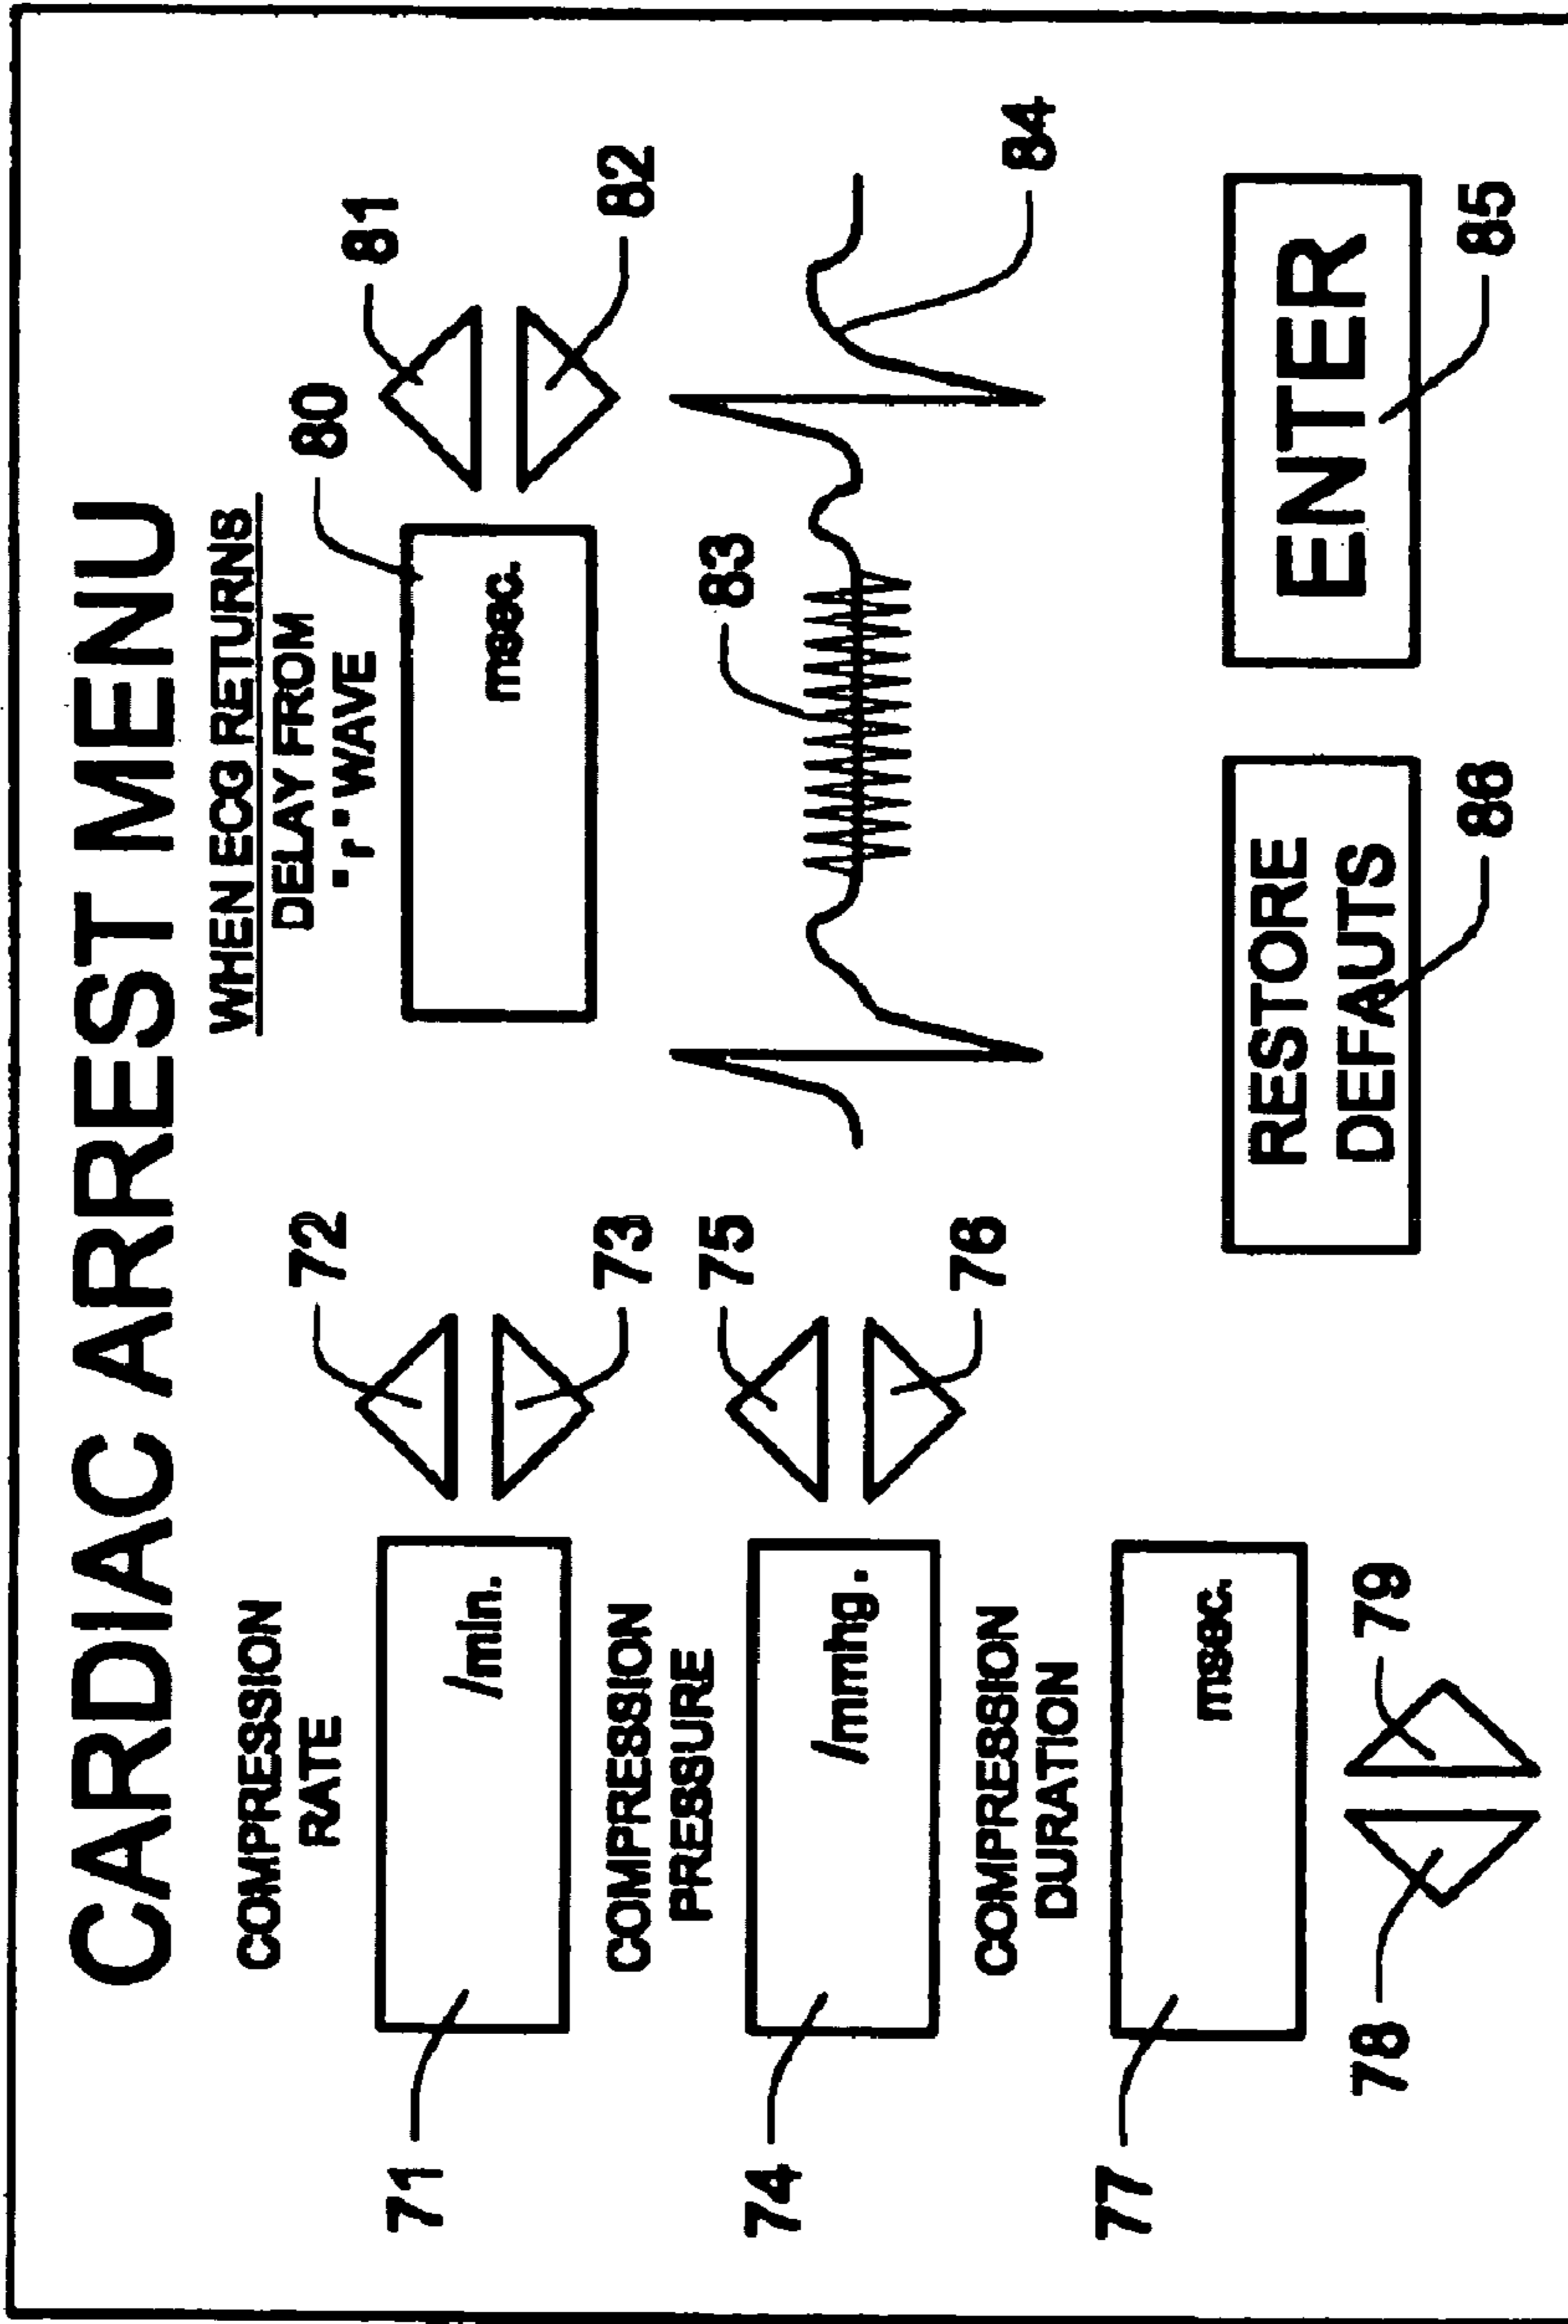 CARDIAC ARREST MENU
COMPRESSION
RATE
71
/min.
72
73
COMPRESSION
PRESSURE
74
/mmhg.
75
76
COMPRESSION
DURATION
77
msec.
78
79
WHEN ECG RETURNS
DELAY FROM
"r" WAVE
80
msec.
81
82
83
84
RESTORE
DEFAUTS
86
ENTER
85